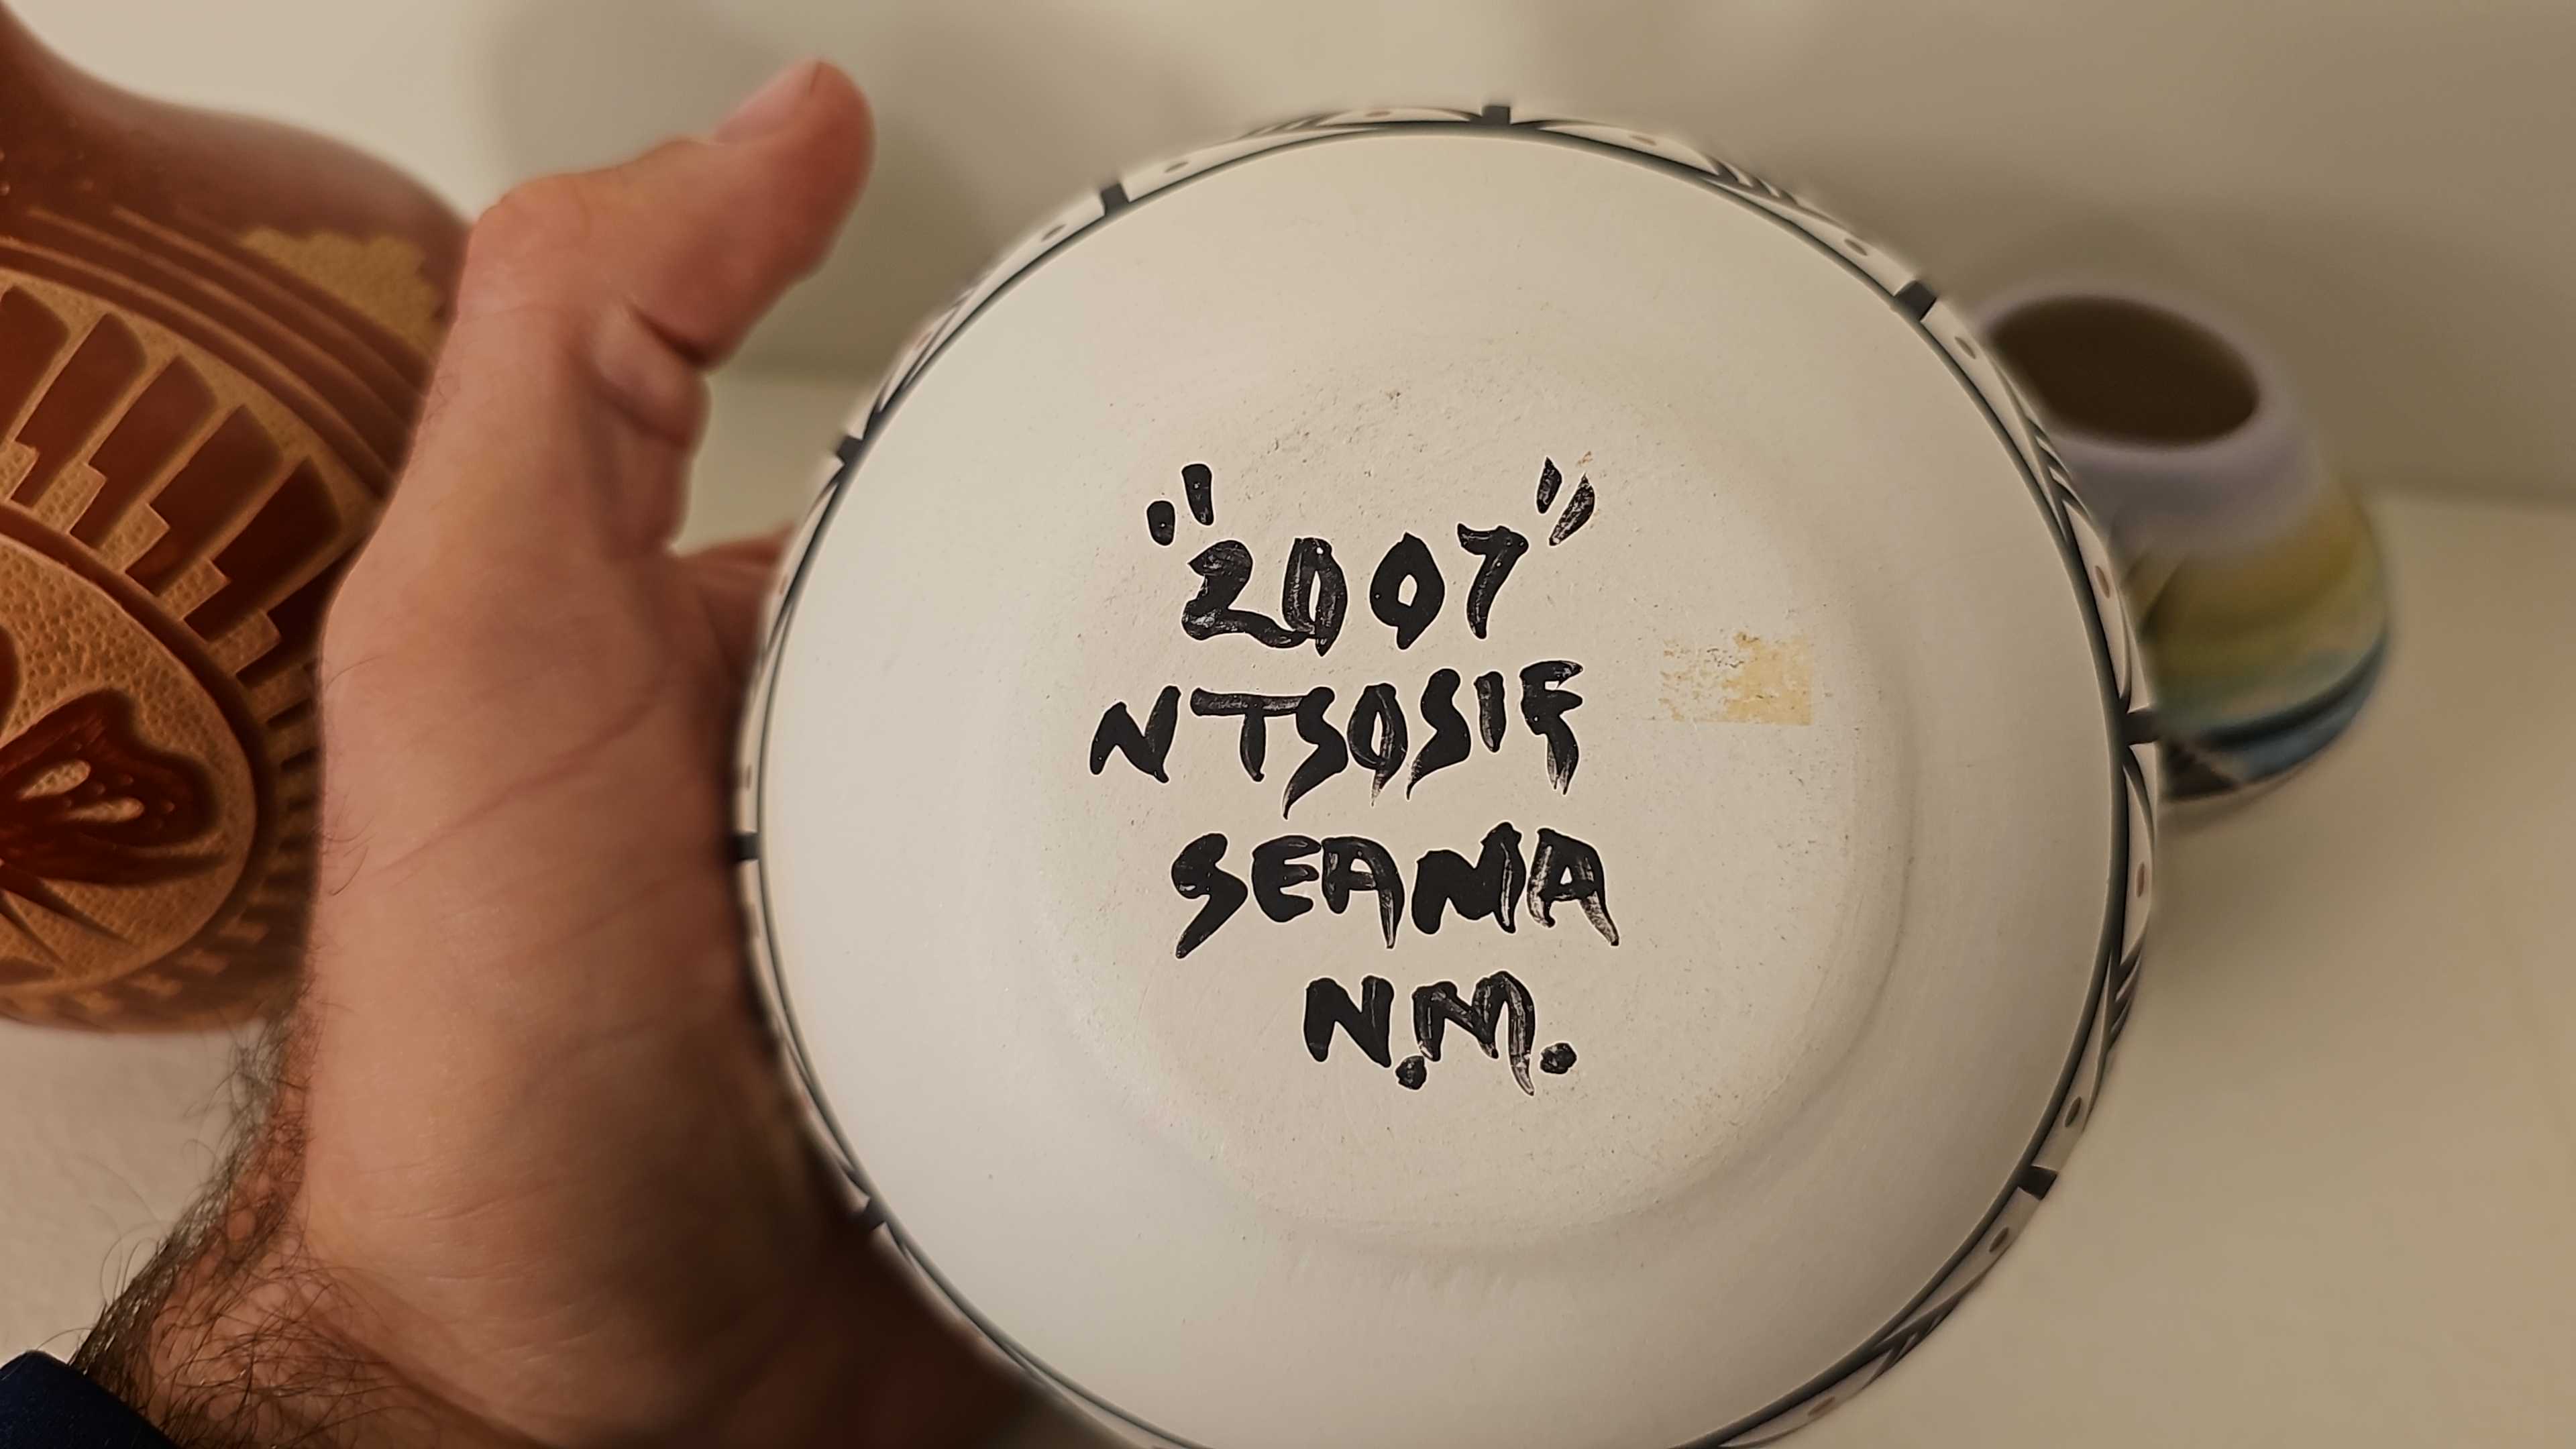 "2007"
N TSOSIE
SEAMA
N.M.